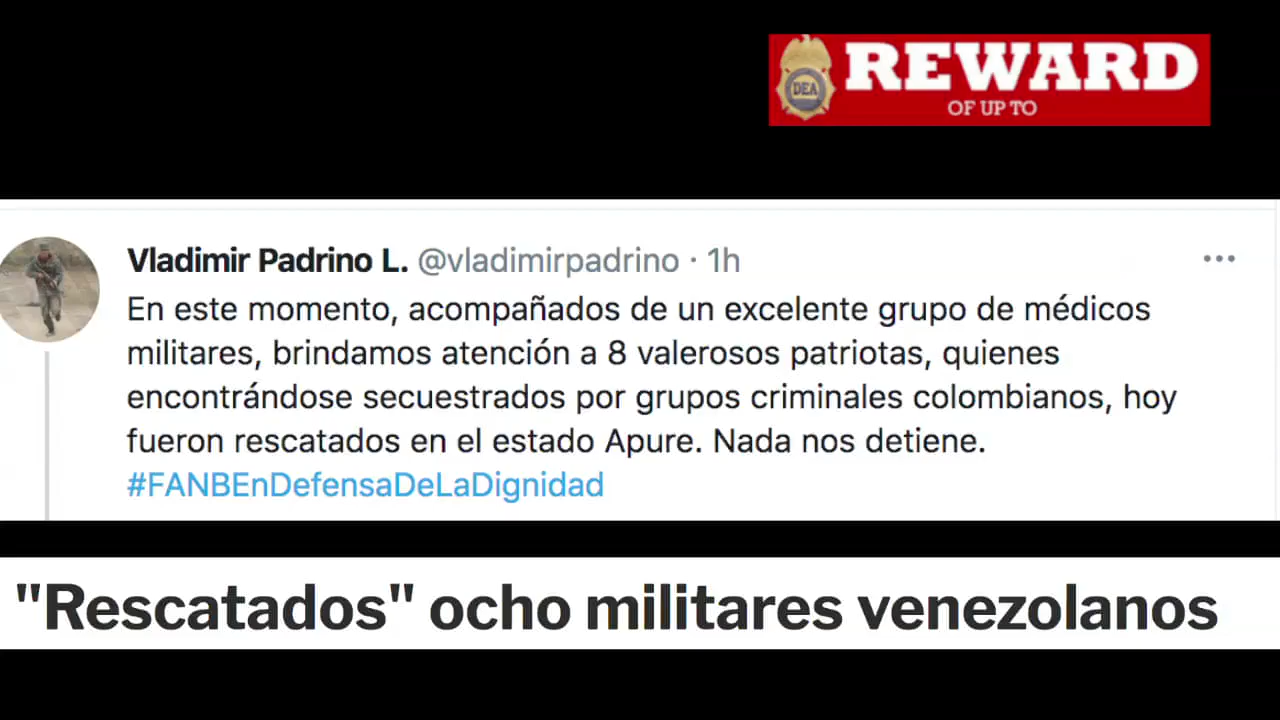 DEA
REWARD
OF UP TO
Vladimir Padrino L. @vladimirpadrino · 1h
En este momento, acompañados de un excelente grupo de médicos
militares, brindamos atención a 8 valerosos patriotas, quienes
encontrándose secuestrados por grupos criminales colombianos, hoy
fueron rescatados en el estado Apure. Nada nos detiene.
#FANBEnDefensaDeLaDignidad
"Rescatados" ocho militares venezolanos